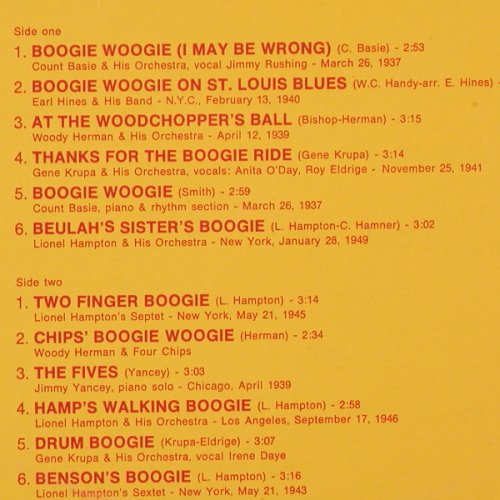 Side one
1. BOOGIE WOOGIE (I MAY BE WRONG) (C. Basie) - 2:53
Count Basie & His Orchestra, vocal Jimmy Rushing - March 26, 1937
2. BOOGIE WOOGIE ON ST. LOUIS BLUES (W.C. Handy-arr. E. Hines) -
Earl Hines & His Band - N.Y.C., February 13, 1940
3. AT THE WOODCHOPPER'S BALL (Bishop-Herman) - 3:15
Woody Herman & His Orchestra - April 12, 1939
4. THANKS FOR THE BOOGIE RIDE (Gene Krupa) - 3:14
Gene Krupa & His Orchestra, vocals: Anita O'Day, Roy Eldrige - November 25, 1941
5. BOOGIE WOOGIE (Smith) - 2:59
Count Basie, piano & rhythm section - March 26, 1937
6. BEULAH'S SISTER'S BOOGIE (L. Hampton-C. Hamner) - 3:02
Lionel Hampton & His Orchestra - New York, January 28, 1949
Side two
1. TWO FINGER BOOGIE (L. Hampton) - 3:14
Lionel Hampton's Septet - New York, May 21, 1945
2. CHIPS' BOOGIE WOOGIE (Herman) - 2:34
Woody Herman & Four Chips
3. THE FIVES (Yancey) - 3:03
Jimmy Yancey, piano solo - Chicago, April 1939
4. HAMP'S WALKING BOOGIE (L. Hampton) - 2:58
Lionel Hampton & His Orchestra - Los Angeles, September 17, 1946
5. DRUM BOOGIE (Krupa-Eldrige) - 3:07
Gene Krupa & His Orchestra, vocal Irene Daye
6. BENSON'S BOOGIE (L. Hampton) - 3:16
Lionel Hampton's Sextet - New York, May 21, 1943